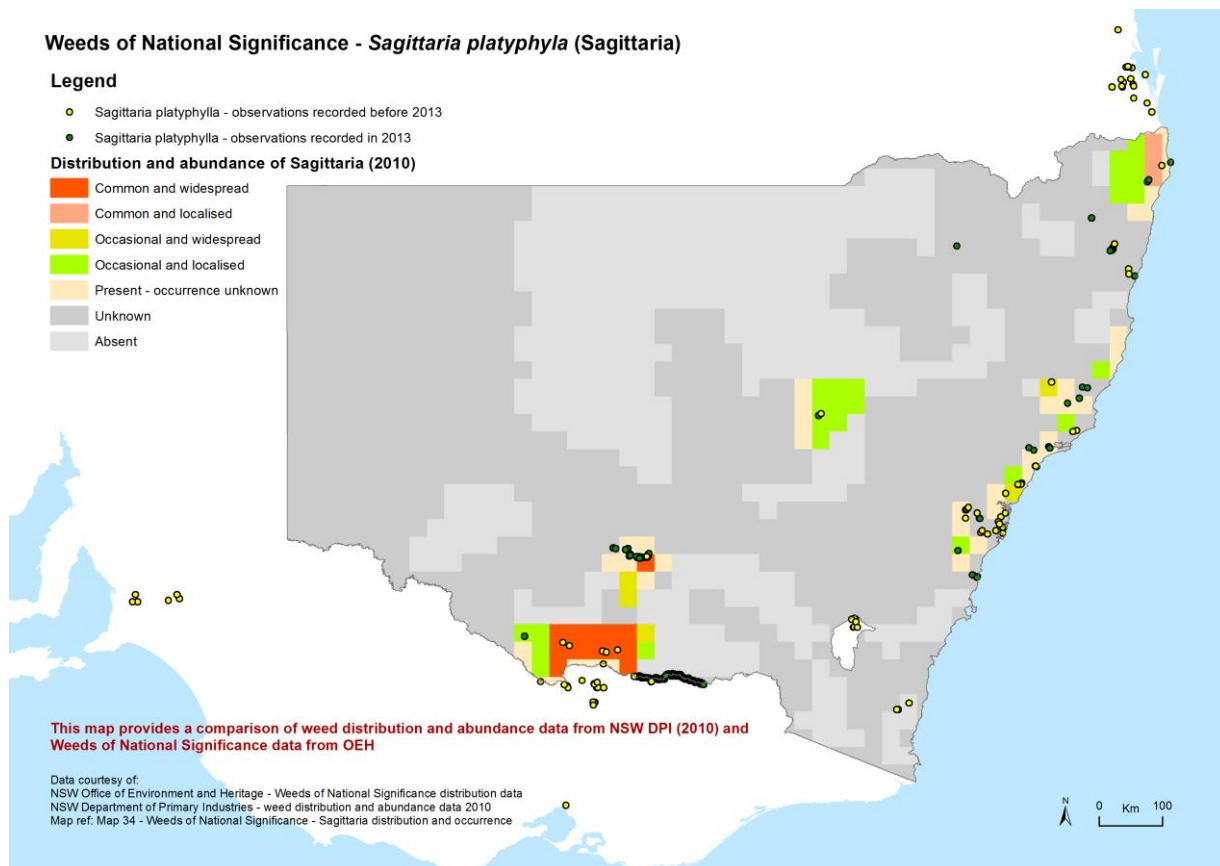 Weeds of National Significance - Sagittaria platyphyla (Sagittaria)
Legend
Sagittaria platyphylla - observations recorded before 2013
Sagittaria platyphylla - observations recorded in 2013
Distribution and abundance of Sagittaria (2010)
Common and widespread
Common and localised
Occasional and widespread
Occasional and localised
Present - occurrence unknown
Unknown
Absent
This map provides a comparison of weed distribution and abundance data from NSW DPI (2010) and
Weeds of National Significance data from OEH
Data courtesy of:
NSW Office of Environment and Heritage - Weeds of National Significance distribution data
NSW Department of Primary Industries - weed distribution and abundance data 2010
Map ref: Map 34 - Weeds of National Significance - Sagittaria distribution and occurrence
N
0 Km 100